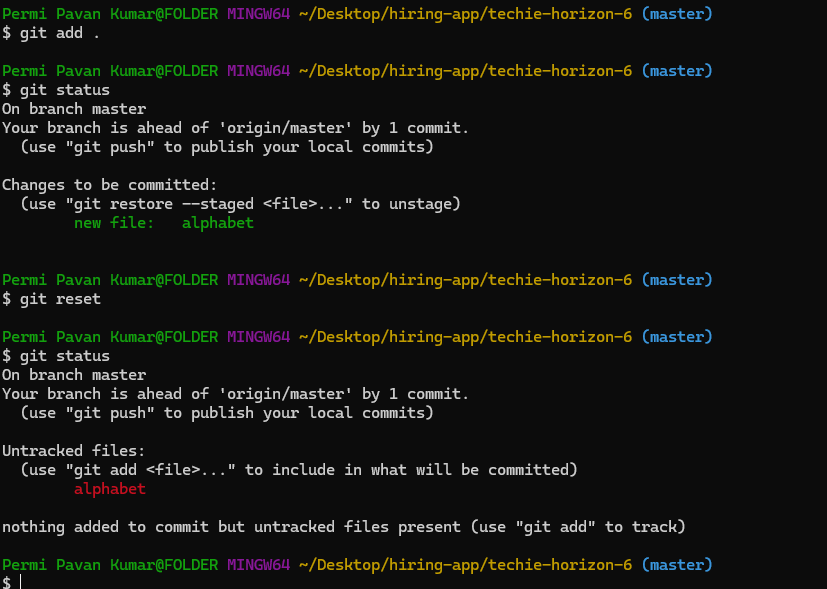 Permi Pavan Kumar@FOLDER MINGW64 ~/Desktop/hiring-app/techie-horizon-6 (master)
$ git add .
Permi Pavan Kumar@FOLDER MINGW64 ~/Desktop/hiring-app/techie-horizon-6 (master)
$ git status
On branch master
Your branch is ahead of 'origin/master' by 1 commit.
  (use "git push" to publish your local commits)
Changes to be committed:
  (use "git restore --staged <file>..." to unstage)
        new file:   alphabet
Permi Pavan Kumar@FOLDER MINGW64 ~/Desktop/hiring-app/techie-horizon-6 (master)
$ git reset
Permi Pavan Kumar@FOLDER MINGW64 ~/Desktop/hiring-app/techie-horizon-6 (master)
$ git status
On branch master
Your branch is ahead of 'origin/master' by 1 commit.
  (use "git push" to publish your local commits)
Untracked files:
  (use "git add <file>..." to include in what will be committed)
        alphabet
nothing added to commit but untracked files present (use "git add" to track)
Permi Pavan Kumar@FOLDER MINGW64 ~/Desktop/hiring-app/techie-horizon-6 (master)
$